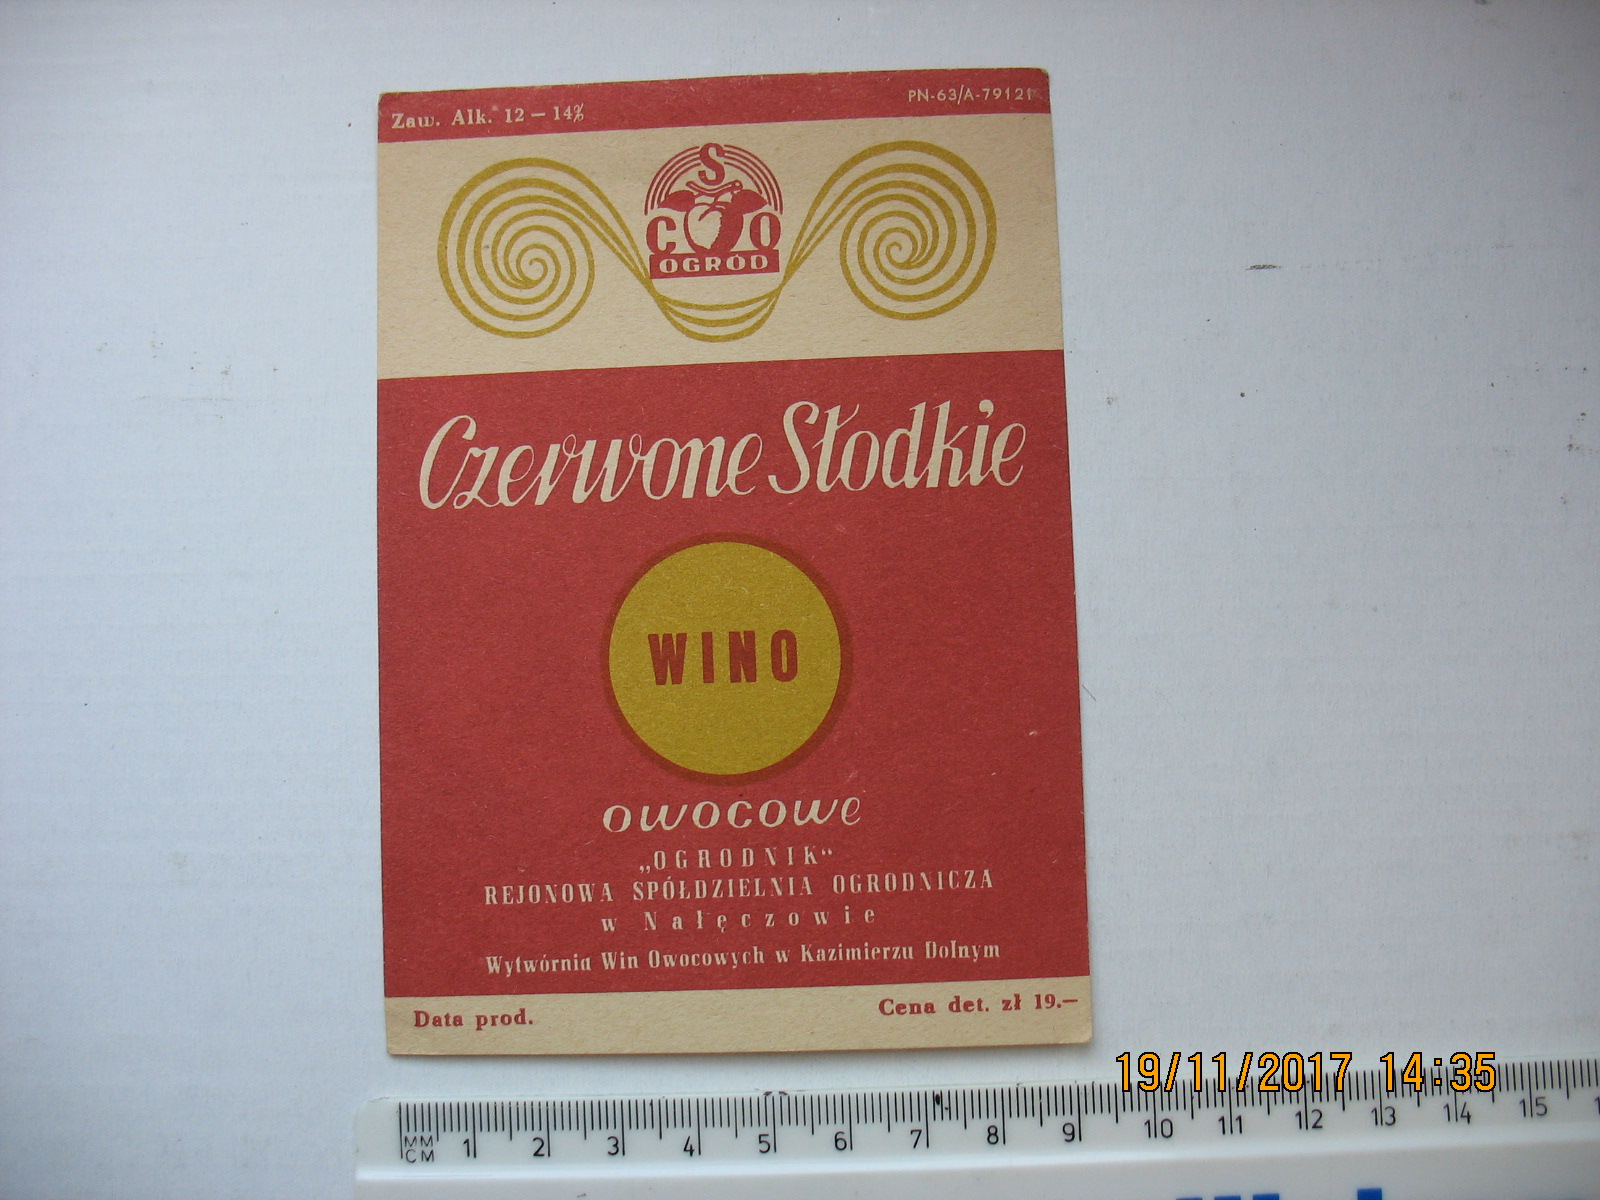 Zaw. Alk. 12 – 14%
PN-63/A-79121
S
C O
OGRÓD
Czerwone Słodkie
WINO
owocowe
„OGRODNIK“
REJONOWA SPÓŁDZIELNIA OGRODNICZA
w Nałęczowie
Wytwórnia Win Owocowych w Kazimierzu Dolnym
Data prod.
Cena det. zł 19.—
19/11/2017 14:35
MM
CM 1 2 3 4 5 6 7 8 9 10 11 12 13 14 15